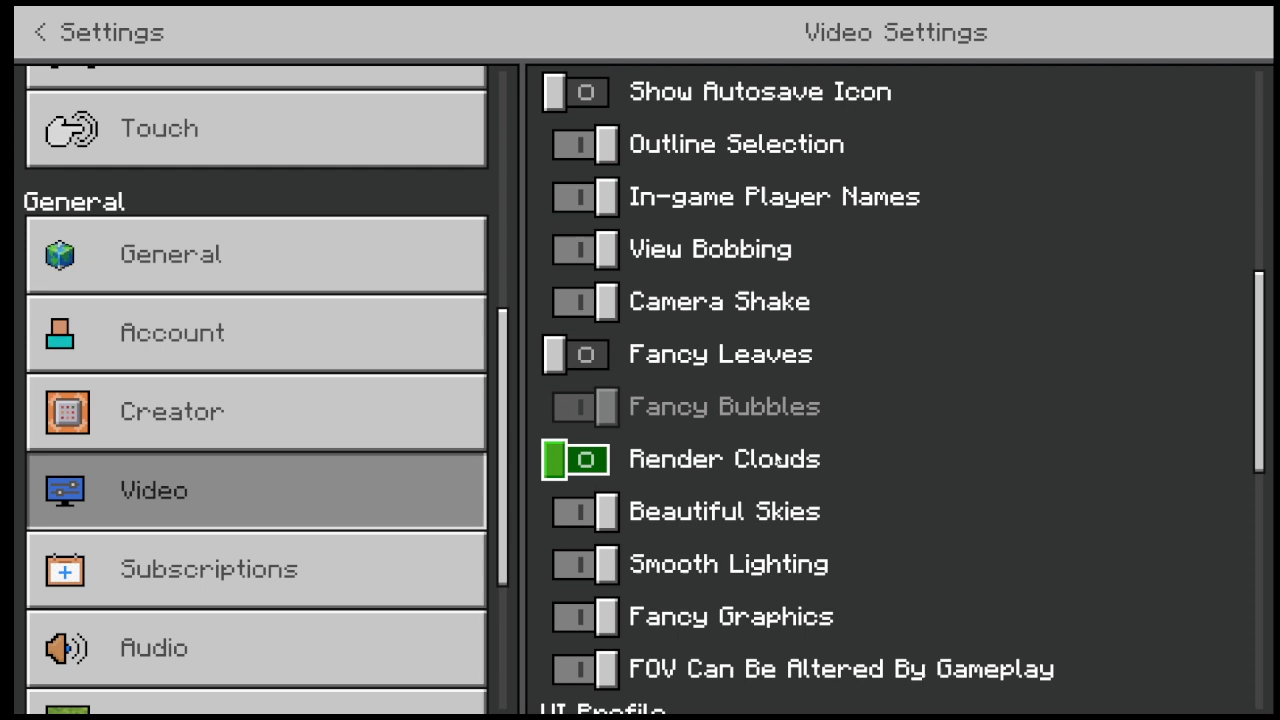 < Settings
Video Settings
Touch
General
General
Account
Creator
Video
Subscriptions
Audio
Show Autosave Icon
Outline Selection
In-game Player Names
View Bobbing
Camera Shake
Fancy Leaves
Fancy Bubbles
Render Clouds
Beautiful Skies
Smooth Lighting
Fancy Graphics
FOV Can Be Altered By Gameplay
UI Profile